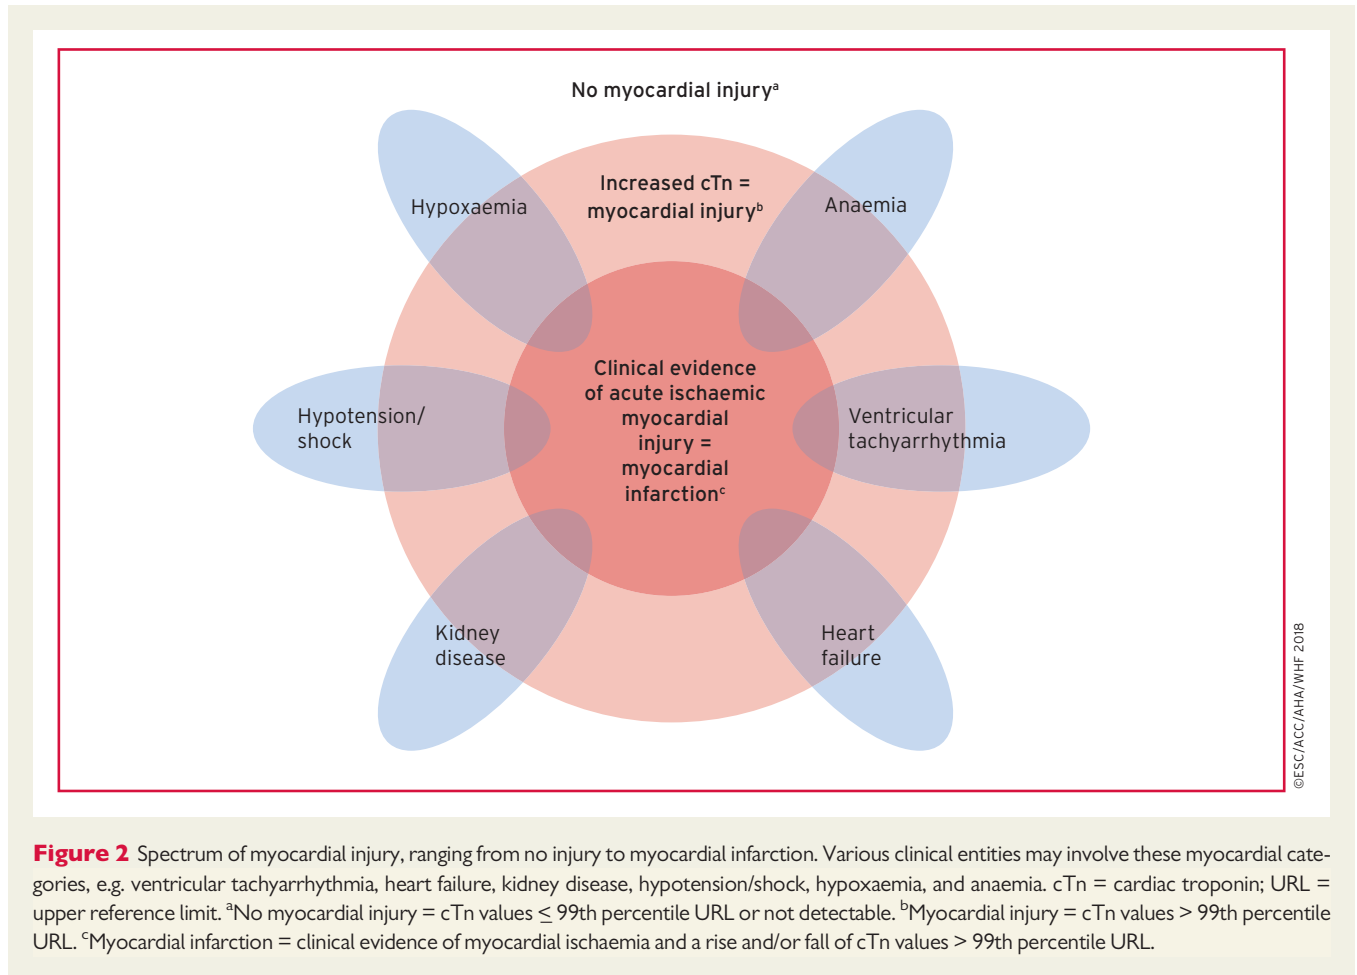 No myocardial injuryᵃ
Increased cTn =
myocardial injuryᵇ
Hypoxaemia
Anaemia
Clinical evidence
of acute ischaemic
myocardial
injury =
myocardial
infarctionᶜ
Hypotension/
shock
Ventricular
tachyarrhythmia
Kidney
disease
Heart
failure
©ESC/ACC/AHA/WHF 2018
Figure 2 Spectrum of myocardial injury, ranging from no injury to myocardial infarction. Various clinical entities may involve these myocardial cate-
gories, e.g. ventricular tachyarrhythmia, heart failure, kidney disease, hypotension/shock, hypoxaemia, and anaemia. cTn = cardiac troponin; URL =
upper reference limit. ᵃNo myocardial injury = cTn values ≤ 99th percentile URL or not detectable. ᵇMyocardial injury = cTn values > 99th percentile
URL. ᶜMyocardial infarction = clinical evidence of myocardial ischaemia and a rise and/or fall of cTn values > 99th percentile URL.